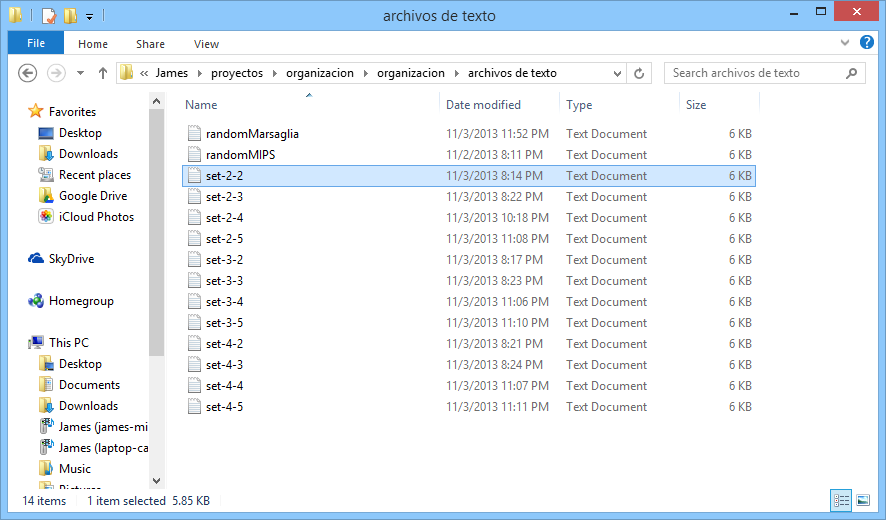 archivos de texto
File Home Share View
« James › proyectos › organizacion › organizacion › archivos de texto
Search archivos de texto
Name Date modified Type Size
Favorites
Desktop
Downloads
Recent places
Google Drive
iCloud Photos
SkyDrive
Homegroup
This PC
Desktop
Documents
Downloads
James (james-mi
James (laptop-ca
Music
Pictures
randomMarsaglia 11/3/2013 11:52 PM Text Document 6 KB
randomMIPS 11/2/2013 8:11 PM Text Document 6 KB
set-2-2 11/3/2013 8:14 PM Text Document 6 KB
set-2-3 11/3/2013 8:22 PM Text Document 6 KB
set-2-4 11/3/2013 10:18 PM Text Document 6 KB
set-2-5 11/3/2013 11:08 PM Text Document 6 KB
set-3-2 11/3/2013 8:17 PM Text Document 6 KB
set-3-3 11/3/2013 8:23 PM Text Document 6 KB
set-3-4 11/3/2013 11:06 PM Text Document 6 KB
set-3-5 11/3/2013 11:10 PM Text Document 6 KB
set-4-2 11/3/2013 8:21 PM Text Document 6 KB
set-4-3 11/3/2013 8:24 PM Text Document 6 KB
set-4-4 11/3/2013 11:07 PM Text Document 6 KB
set-4-5 11/3/2013 11:11 PM Text Document 6 KB
14 items 1 item selected 5.85 KB